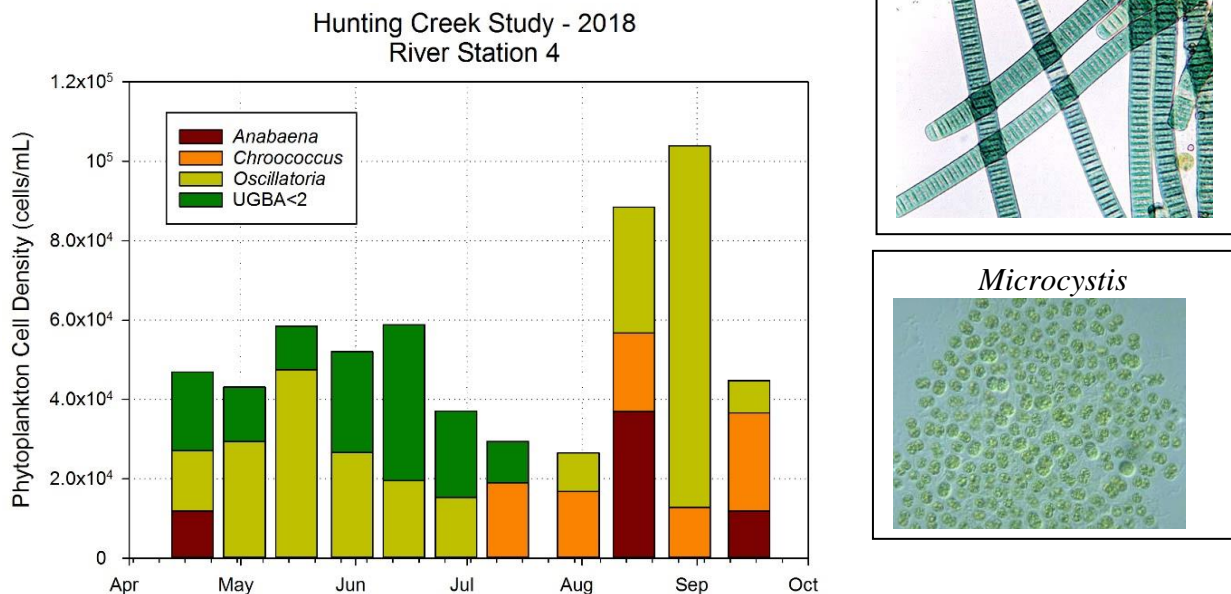 Hunting Creek Study - 2018
River Station 4
Phytoplankton Cell Density (cells/mL)
1.2x10⁵
10⁵
8.0x10⁴
6.0x10⁴
4.0x10⁴
2.0x10⁴
0
Anabaena
Chroococcus
Oscillatoria
UGBA<2
Apr May Jun Jul Aug Sep Oct
Microcystis